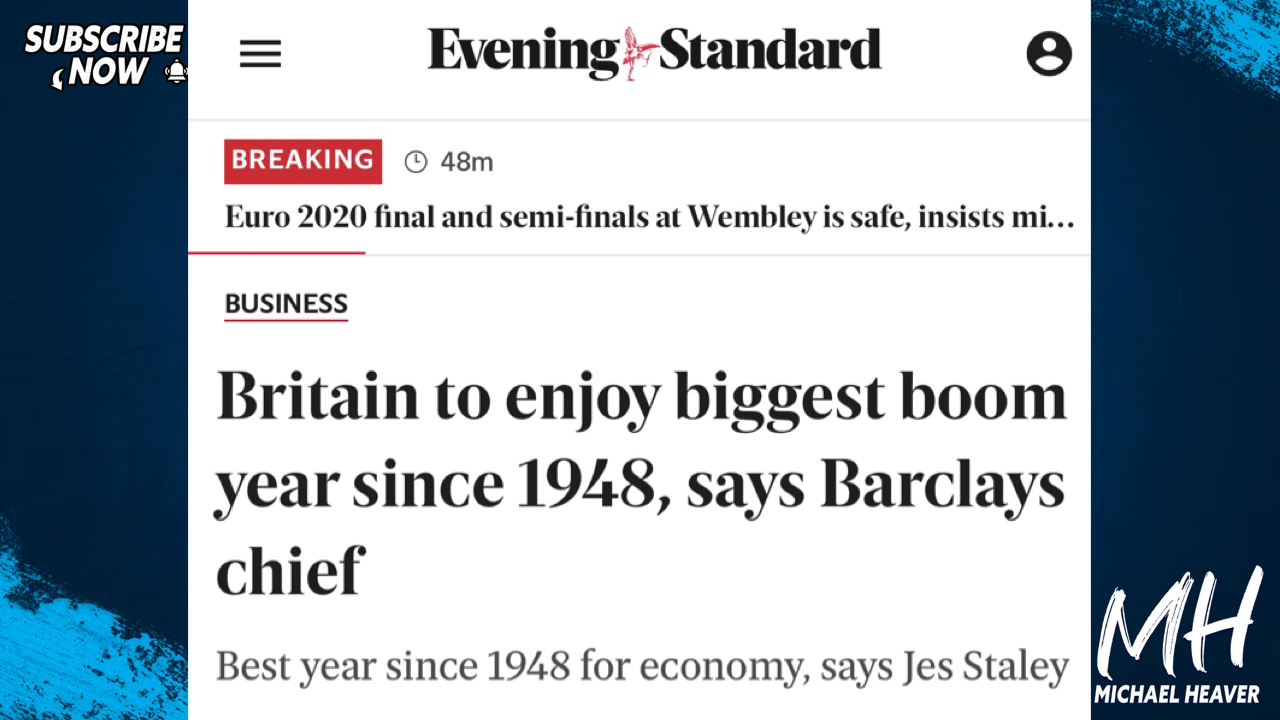 SUBSCRIBE
NOW
Evening Standard
BREAKING 48m
Euro 2020 final and semi-finals at Wembley is safe, insists mi...
BUSINESS
Britain to enjoy biggest boom
year since 1948, says Barclays
chief
Best year since 1948 for economy, says Jes Staley
MH
MICHAEL HEAVER